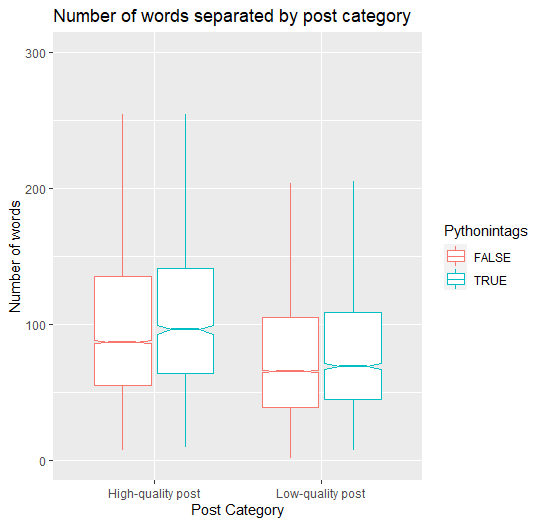 Number of words separated by post category
300
200
100
0
Number of words
High-quality post
Low-quality post
Post Category
Pythonintags
FALSE
TRUE